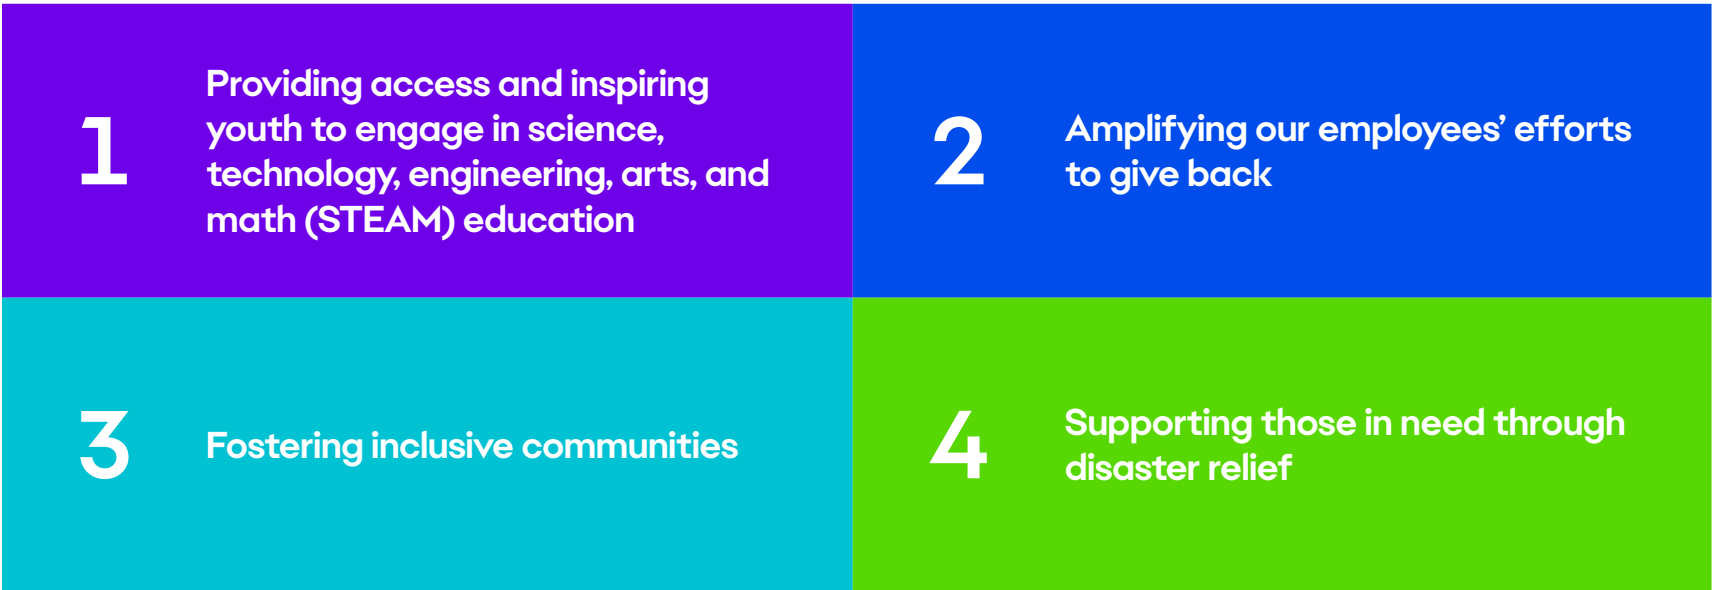 1
Providing access and inspiring
youth to engage in science,
technology, engineering, arts, and
math (STEAM) education
2
Amplifying our employees’ efforts
to give back
3
Fostering inclusive communities
4
Supporting those in need through
disaster relief